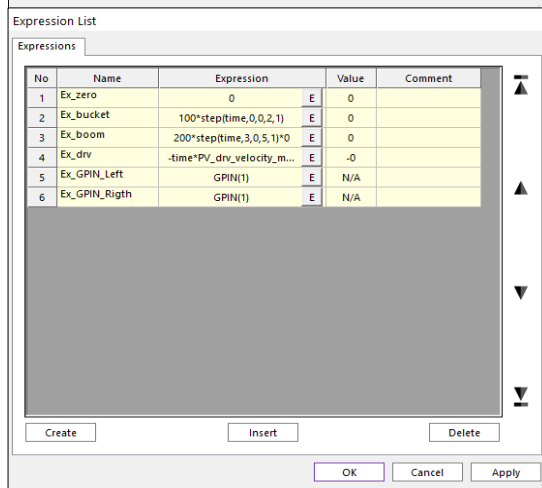 Expression List
Expressions
No Name Expression Value Comment
1 Ex_zero 0 E 0
2 Ex_bucket 100*step(time,0,0,2,1) E 0
3 Ex_boom 200*step(time,3,0,5,1)*0 E 0
4 Ex_drv -time*PV_drv_velocity_m... E -0
5 Ex_GPIN_Left GPIN(1) E N/A
6 Ex_GPIN_Rigth GPIN(1) E N/A
Create Insert Delete
OK Cancel Apply